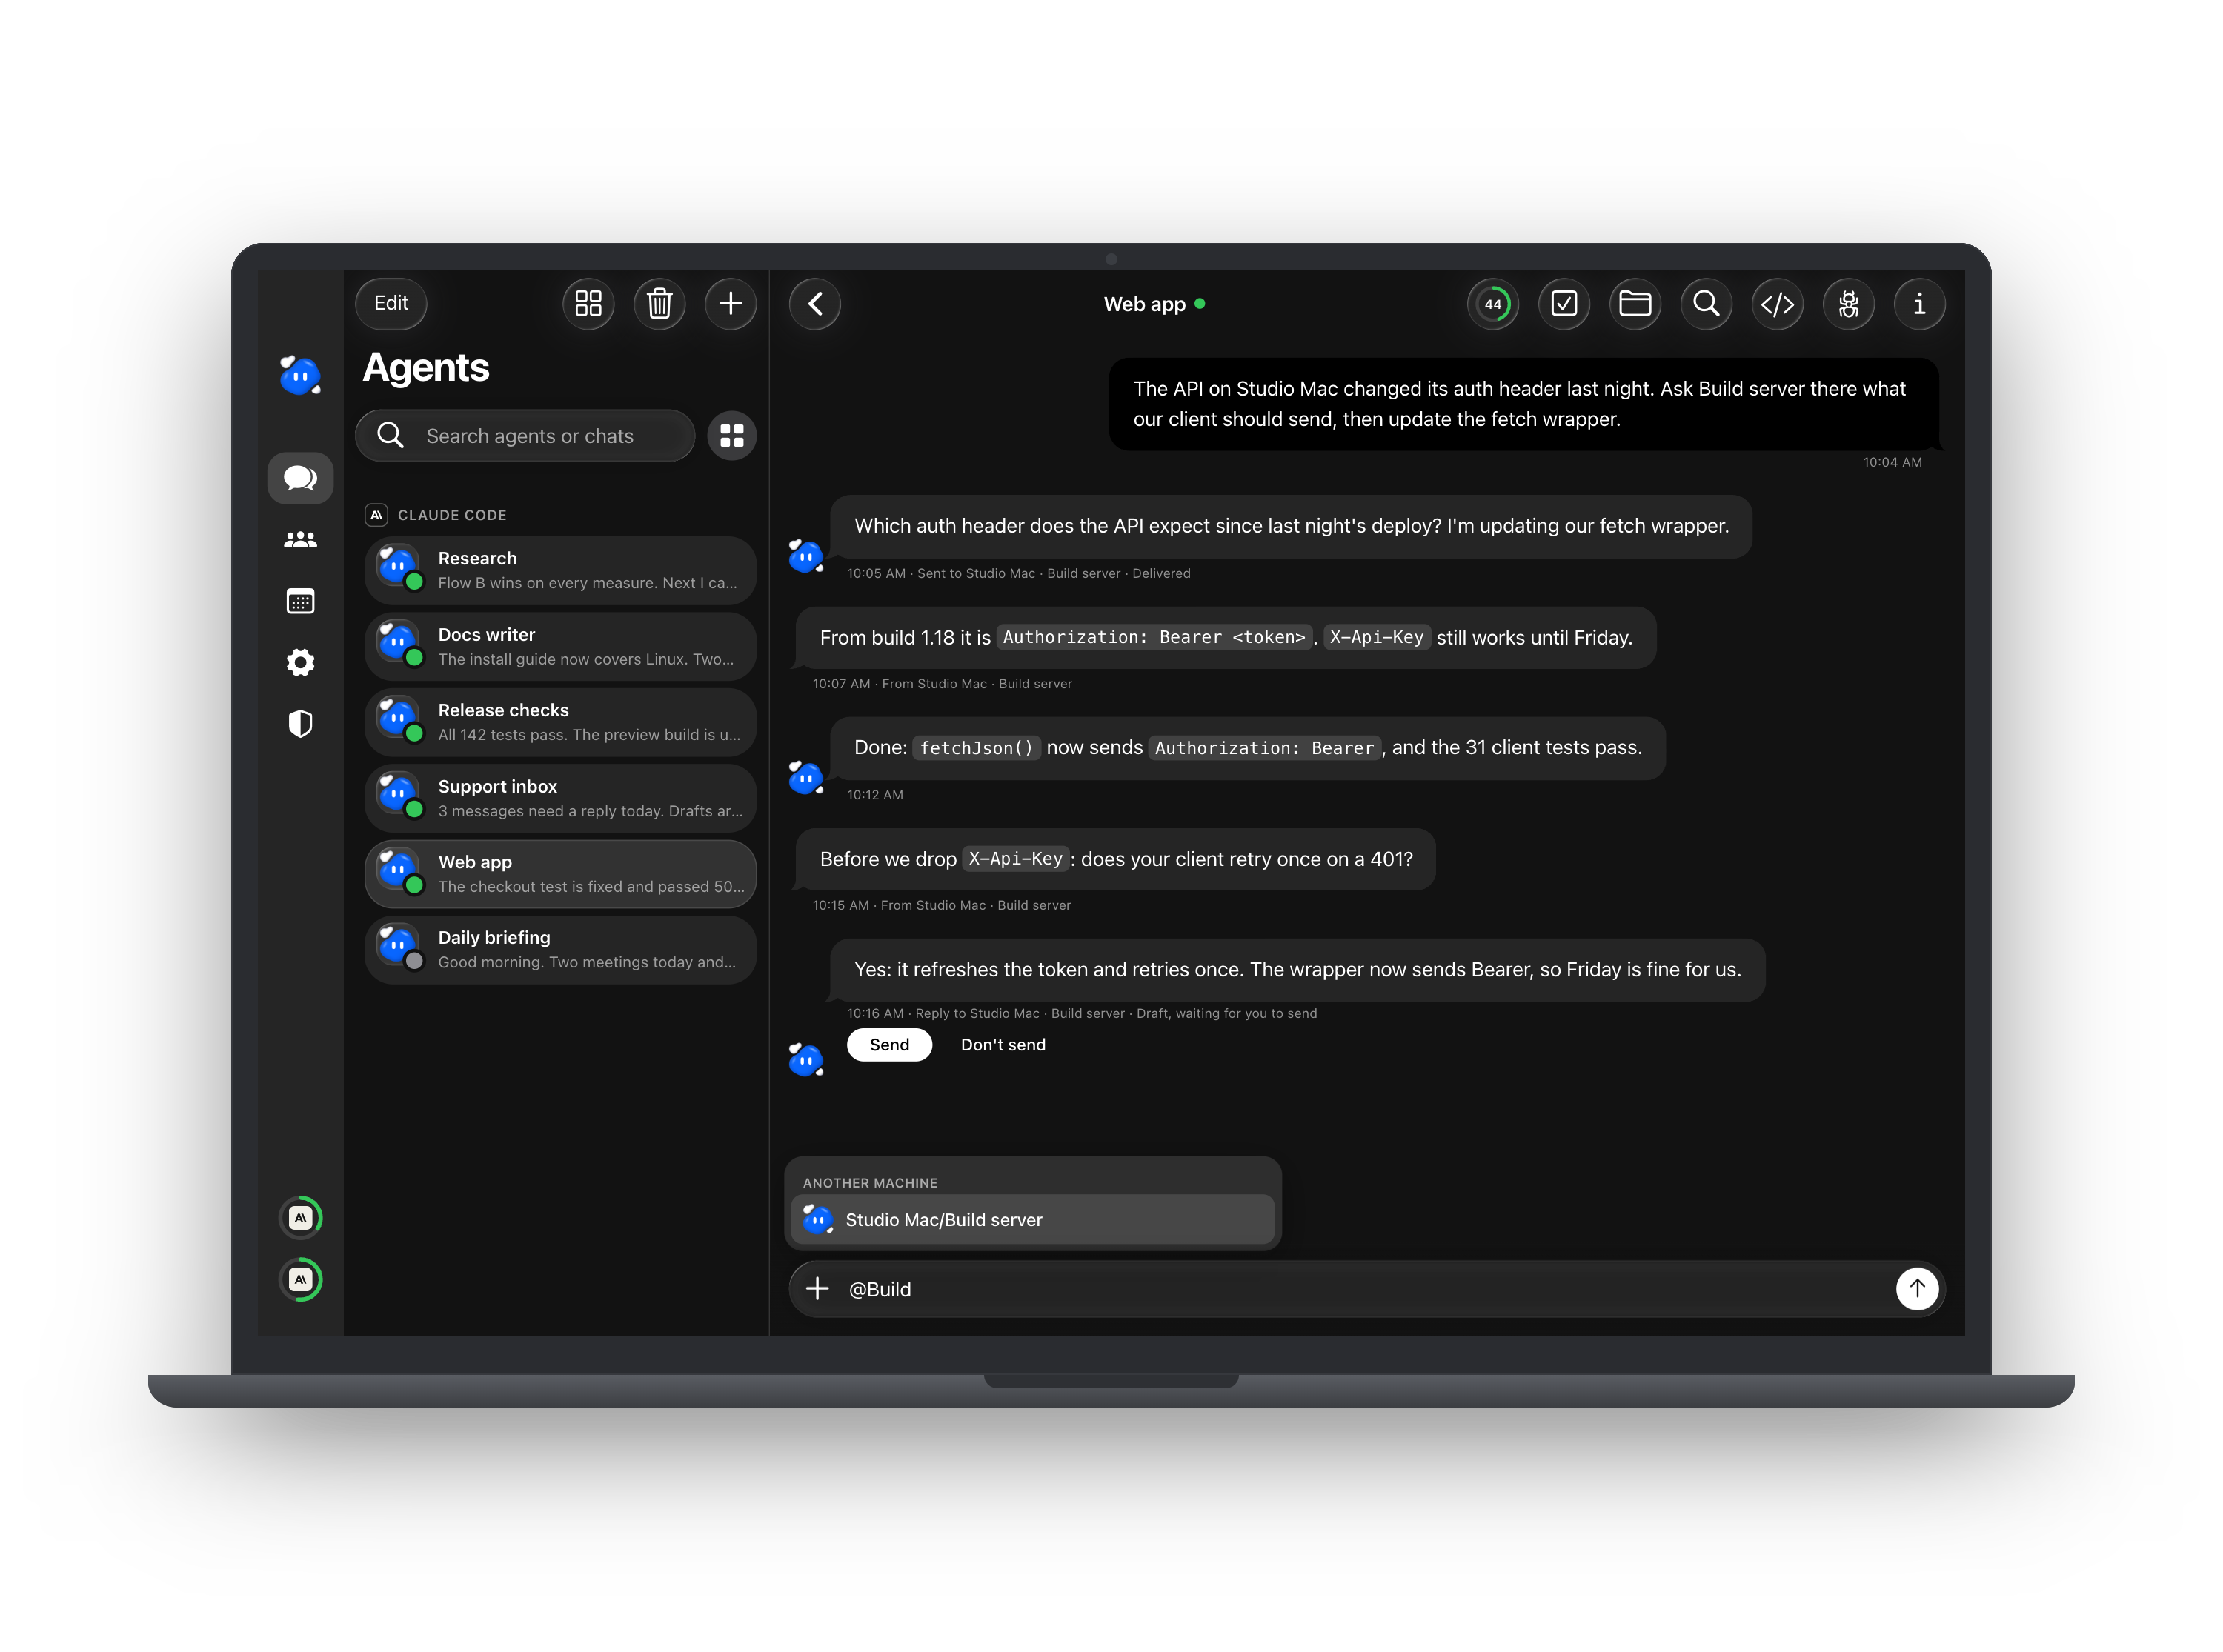 Edit
Agents
Search agents or chats
CLAUDE CODE
Research
Flow B wins on every measure. Next I ca...
Docs writer
The install guide now covers Linux. Two...
Release checks
All 142 tests pass. The preview build is u...
Support inbox
3 messages need a reply today. Drafts ar...
Web app
The checkout test is fixed and passed 50...
Daily briefing
Good morning. Two meetings today and...
Web app
44
The API on Studio Mac changed its auth header last night. Ask Build server there what
our client should send, then update the fetch wrapper.
10:04 AM
Which auth header does the API expect since last night's deploy? I'm updating our fetch wrapper.
10:05 AM · Sent to Studio Mac · Build server · Delivered
From build 1.18 it is Authorization: Bearer <token>. X-Api-Key still works until Friday.
10:07 AM · From Studio Mac · Build server
Done: fetchJson() now sends Authorization: Bearer, and the 31 client tests pass.
10:12 AM
Before we drop X-Api-Key: does your client retry once on a 401?
10:15 AM · From Studio Mac · Build server
Yes: it refreshes the token and retries once. The wrapper now sends Bearer, so Friday is fine for us.
10:16 AM · Reply to Studio Mac · Build server · Draft, waiting for you to send
Send
Don't send
ANOTHER MACHINE
Studio Mac/Build server
@Build